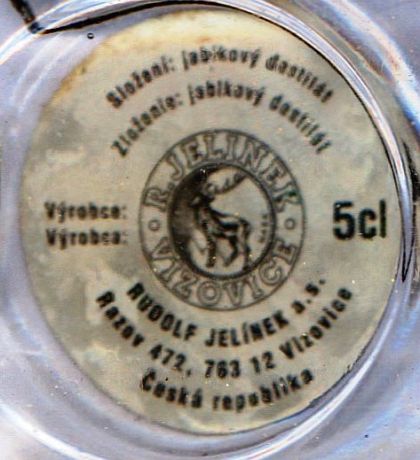 Složení: jablkový destilát
Zloženie: jablkový destilát
R. JELINEK
VIZOVICE
Výrobce:
Výrobca:
5cl
RUDOLF JELÍNEK a.s.
Razov 472, 763 12 Vizovice
Česká republika